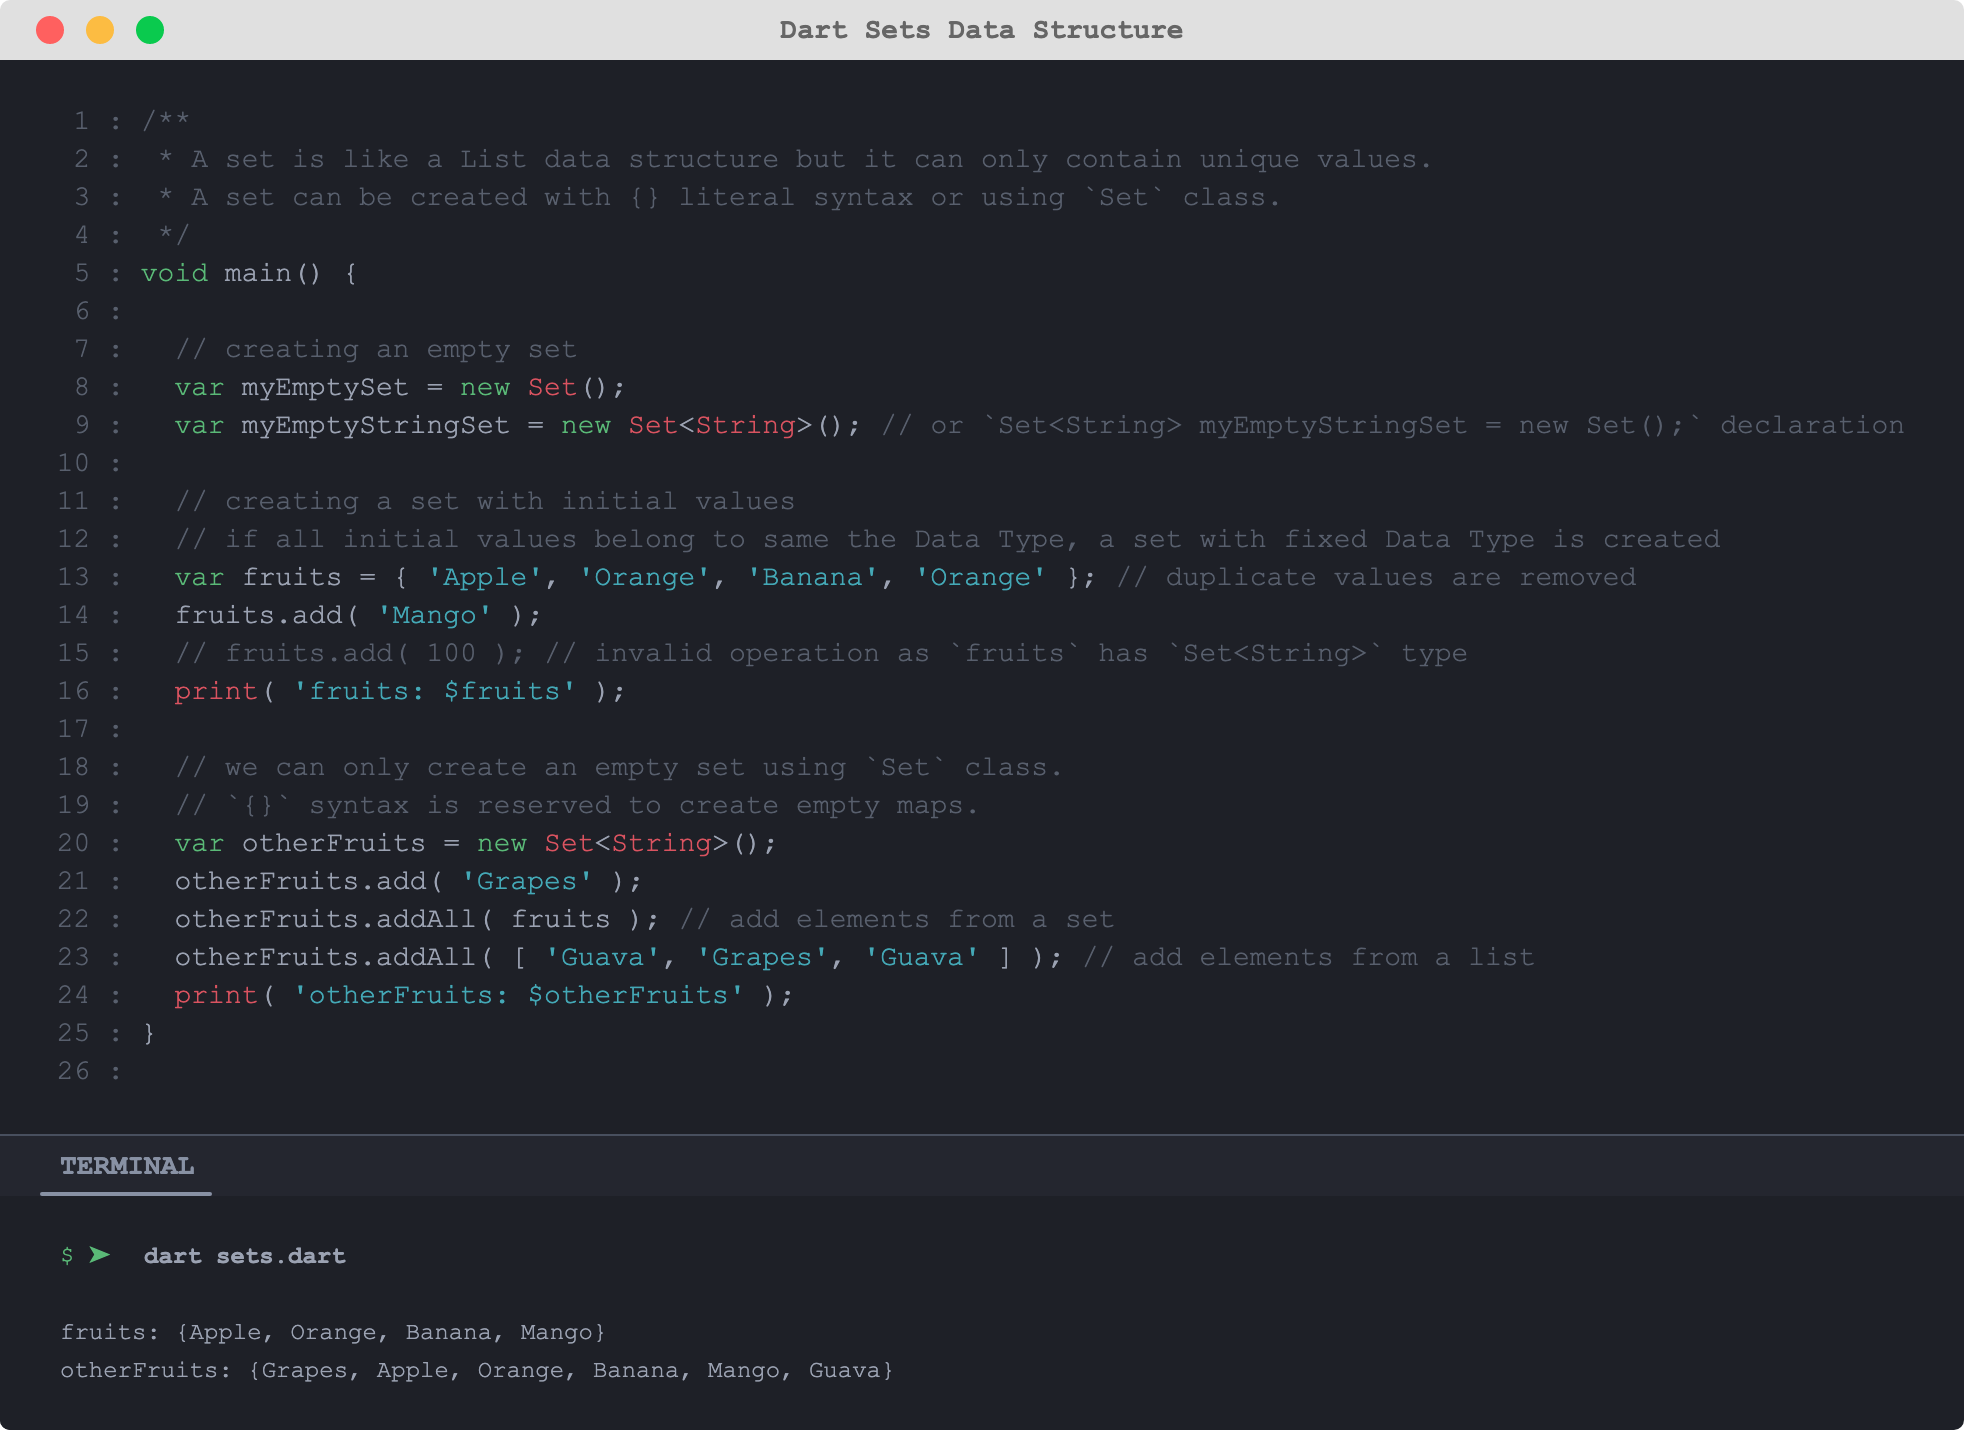 Dart Sets Data Structure
1 : /**
2 :  * A set is like a List data structure but it can only contain unique values.
3 :  * A set can be created with {} literal syntax or using `Set` class.
4 :  */
5 : void main() {
6 :
7 :   // creating an empty set
8 :   var myEmptySet = new Set();
9 :   var myEmptyStringSet = new Set<String>(); // or `Set<String> myEmptyStringSet = new Set();` declaration
10 :
11 :   // creating a set with initial values
12 :   // if all initial values belong to same the Data Type, a set with fixed Data Type is created
13 :   var fruits = { 'Apple', 'Orange', 'Banana', 'Orange' }; // duplicate values are removed
14 :   fruits.add( 'Mango' );
15 :   // fruits.add( 100 ); // invalid operation as `fruits` has `Set<String>` type
16 :   print( 'fruits: $fruits' );
17 :
18 :   // we can only create an empty set using `Set` class.
19 :   // `{}` syntax is reserved to create empty maps.
20 :   var otherFruits = new Set<String>();
21 :   otherFruits.add( 'Grapes' );
22 :   otherFruits.addAll( fruits ); // add elements from a set
23 :   otherFruits.addAll( [ 'Guava', 'Grapes', 'Guava' ] ); // add elements from a list
24 :   print( 'otherFruits: $otherFruits' );
25 : }
26 :
TERMINAL
$ ➤ dart sets.dart
fruits: {Apple, Orange, Banana, Mango}
otherFruits: {Grapes, Apple, Orange, Banana, Mango, Guava}